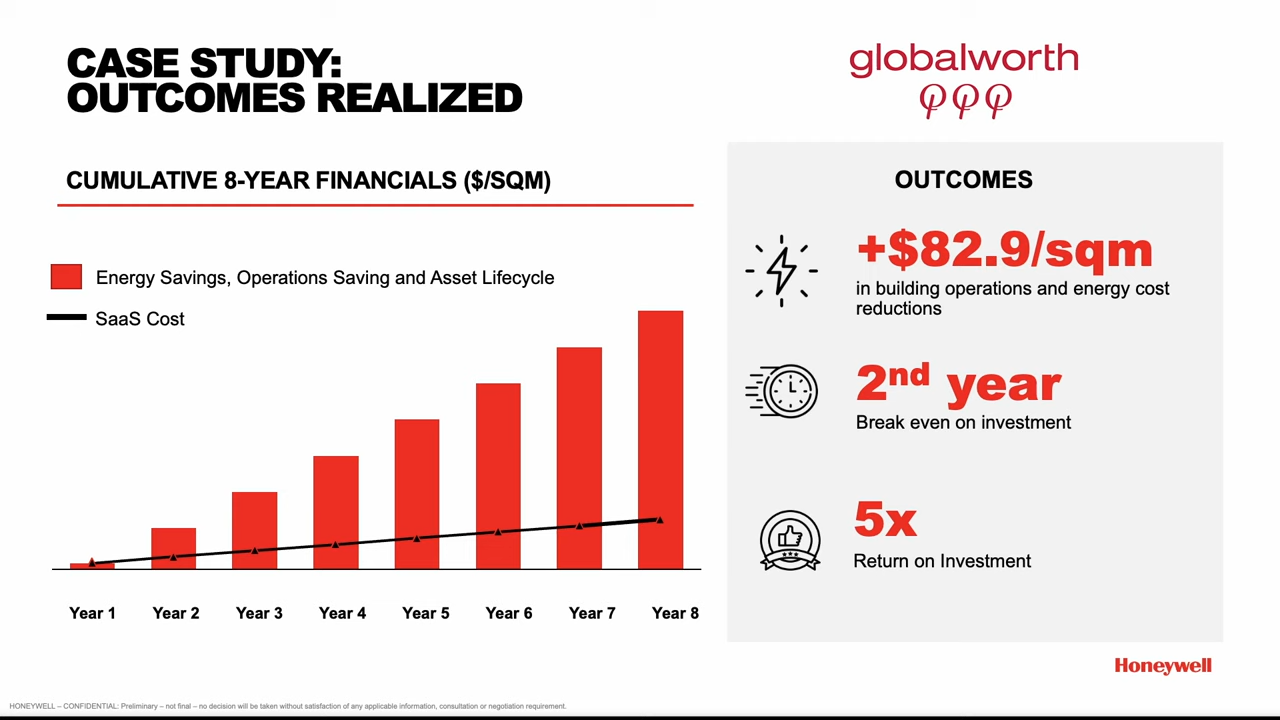 CASE STUDY:
OUTCOMES REALIZED
globalworth
CUMULATIVE 8-YEAR FINANCIALS ($/SQM)
Energy Savings, Operations Saving and Asset Lifecycle
SaaS Cost
Year 1 Year 2 Year 3 Year 4 Year 5 Year 6 Year 7 Year 8
OUTCOMES
+$82.9/sqm
in building operations and energy cost
reductions
2nd year
Break even on investment
5x
Return on Investment
Honeywell
HONEYWELL – CONFIDENTIAL: Preliminary – not final – no decision will be taken without satisfaction of any applicable information, consultation or negotiation requirement.